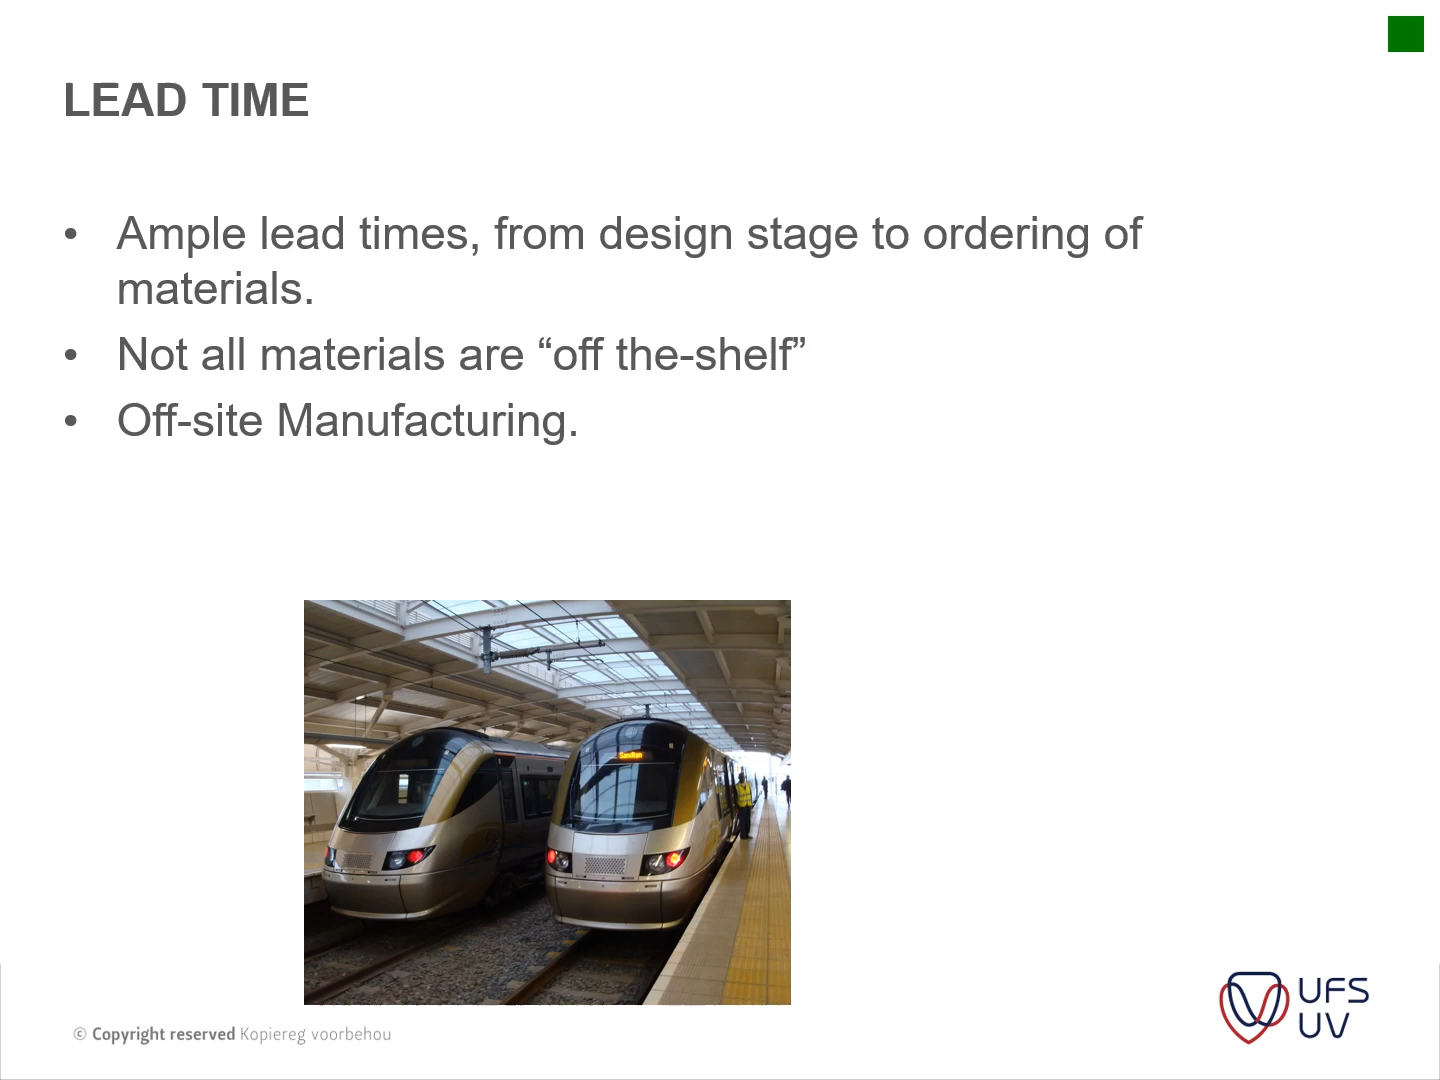 LEAD TIME
• Ample lead times, from design stage to ordering of
materials.
• Not all materials are “off the-shelf”
• Off-site Manufacturing.
Sandton
© Copyright reserved Kopiereg voorbehou
UFS
UV